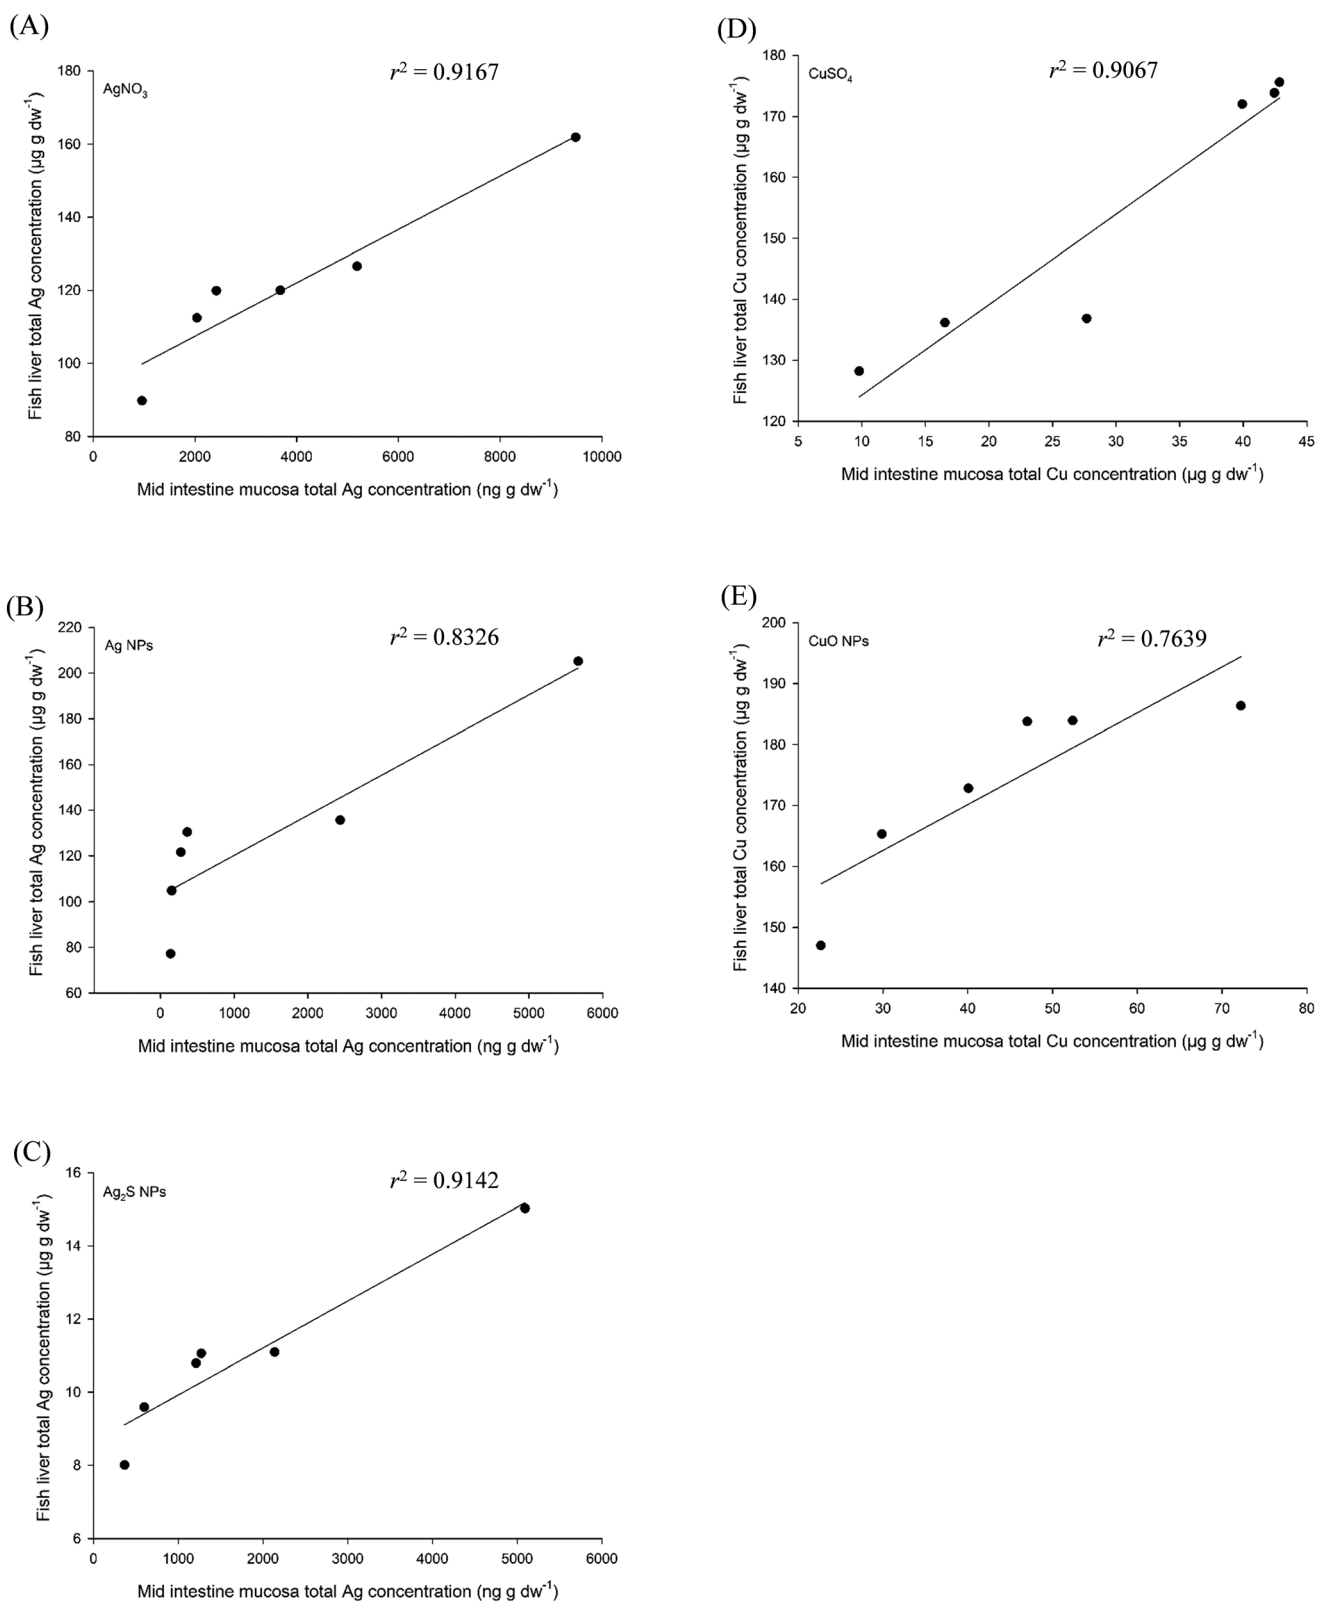 (A)
AgNO₃
r² = 0.9167
180
160
140
120
100
80
0 2000 4000 6000 8000 10000
Fish liver total Ag concentration (µg g dw⁻¹)
Mid intestine mucosa total Ag concentration (ng g dw⁻¹)
(D)
CuSO₄
r² = 0.9067
180
170
160
150
140
130
120
5 10 15 20 25 30 35 40 45
Fish liver total Cu concentration (µg g dw⁻¹)
Mid intestine mucosa total Cu concentration (µg g dw⁻¹)
(B)
Ag NPs
r² = 0.8326
220
200
180
160
140
120
100
80
60
0 1000 2000 3000 4000 5000 6000
Fish liver total Ag concentration (µg g dw⁻¹)
Mid intestine mucosa total Ag concentration (ng g dw⁻¹)
(E)
CuO NPs
r² = 0.7639
200
190
180
170
160
150
140
20 30 40 50 60 70 80
Fish liver total Cu concentration (µg g dw⁻¹)
Mid intestine mucosa total Cu concentration (µg g dw⁻¹)
(C)
Ag₂S NPs
r² = 0.9142
16
14
12
10
8
6
0 1000 2000 3000 4000 5000 6000
Fish liver total Ag concentration (µg g dw⁻¹)
Mid intestine mucosa total Ag concentration (ng g dw⁻¹)